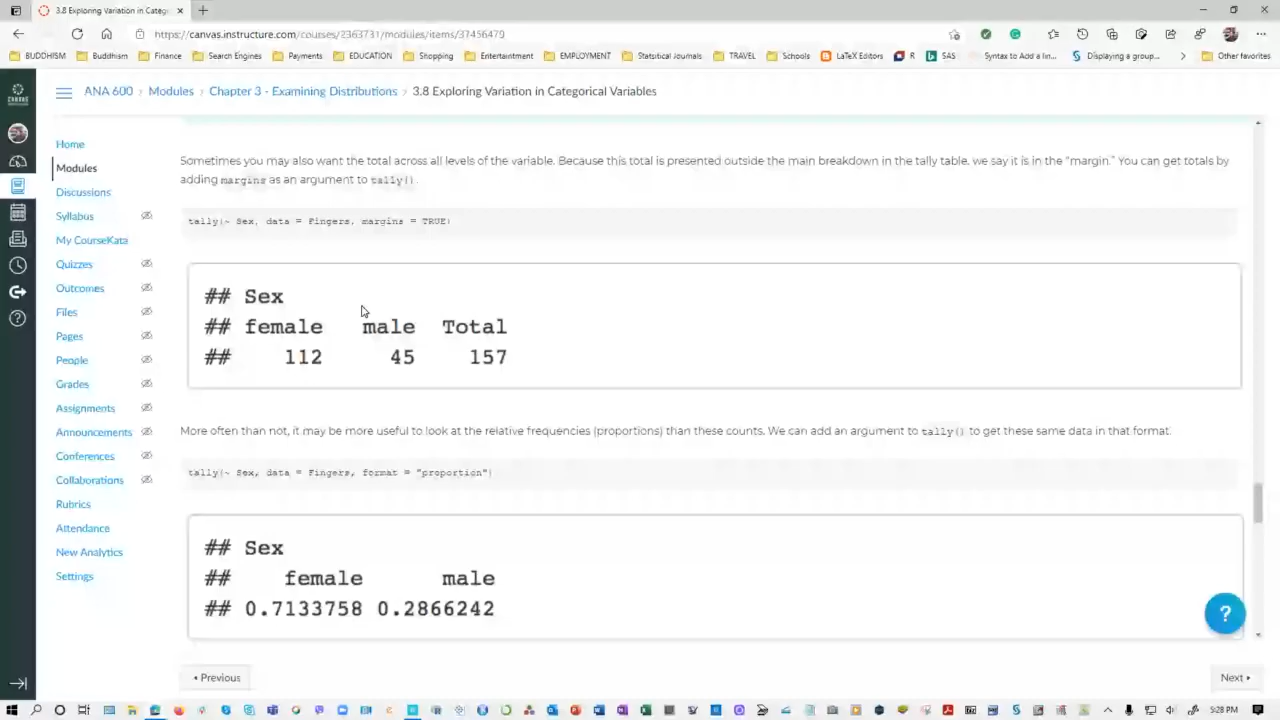 3.8 Exploring Variation in Categ
https://canvas.instructure.com/courses/2363731/modules/items/37456479
BUDDHISM Buddhism Finance Search Engines Payments EDUCATION Shopping Entertainment EMPLOYMENT Statistical Journals TRAVEL Schools LaTeX Editors R SAS Syntax to Add a lin... Displaying a group... Other favorites
ANA 600 › Modules › Chapter 3 - Examining Distributions › 3.8 Exploring Variation in Categorical Variables
Home
Modules
Discussions
Syllabus
My CourseKata
Quizzes
Outcomes
Files
Pages
People
Grades
Assignments
Announcements
Conferences
Collaborations
Rubrics
Attendance
New Analytics
Settings
Sometimes you may also want the total across all levels of the variable. Because this total is presented outside the main breakdown in the tally table, we say it is in the "margin." You can get totals by
adding margins as an argument to tally().
tally(~ Sex, data = Fingers, margins = TRUE)
## Sex
## female male Total
## 112 45 157
More often than not, it may be more useful to look at the relative frequencies (proportions) than these counts. We can add an argument to tally() to get these same data in that format.
tally(~ Sex, data = Fingers, format = "proportion")
## Sex
## female male
## 0.7133758 0.2866242
?
◂ Previous
Next ▸
5:28 PM